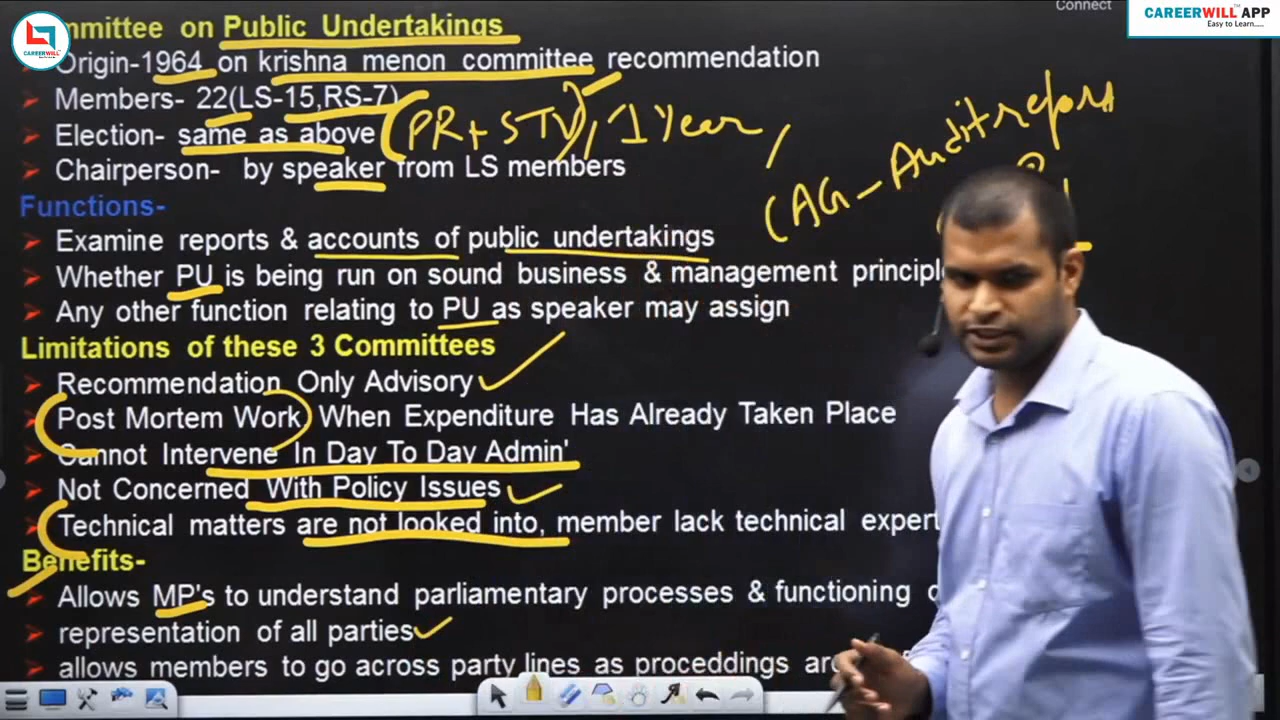 Connect
CAREERWILL APP
Easy to Learn......
CAREERWILL
mmittee on Public Undertakings
Origin-1964 on krishna menon committee recommendation
Members- 22(LS-15,RS-7)
Election- same as above (PR+ STV), 1 Year,
Chairperson- by speaker from LS members
(AG - Audit report
Functions-
Examine reports & accounts of public undertakings
Whether PU is being run on sound business & management principl
Any other function relating to PU as speaker may assign
Limitations of these 3 Committees
Recommendation Only Advisory
Post Mortem Work When Expenditure Has Already Taken Place
Cannot Intervene In Day To Day Admin'
Not Concerned With Policy Issues
Technical matters are not looked into, member lack technical expert
Benefits-
Allows MP's to understand parliamentary processes & functioning
representation of all parties
allows members to go across party lines as proceddings